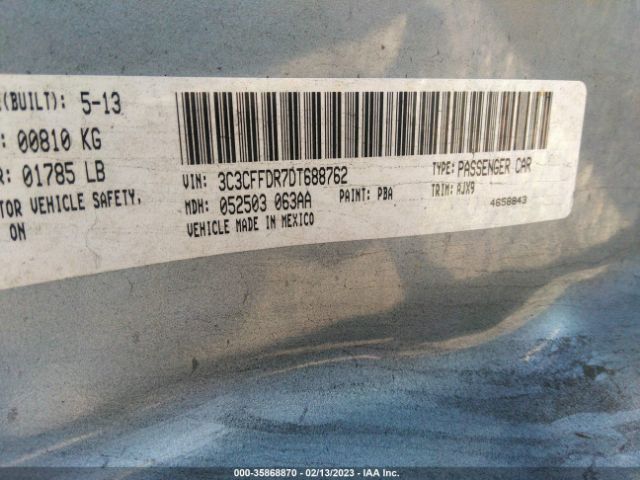 (BUILT): 5-13
: 00810 KG
R: 01785 LB
TOR VEHICLE SAFETY,
ON
VIN: 3C3CFFDR7DT688762
TYPE: PASSENGER CAR
MDH: 052503 063AA
PAINT: PBA
TRIM: AJX9
VEHICLE MADE IN MEXICO
4658843
000-35868870 - 02/13/2023 - IAA Inc.